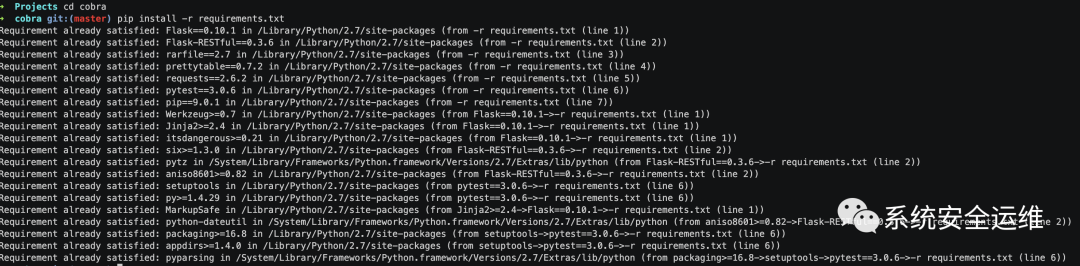 → Projects cd cobra
→ cobra git:(master) pip install -r requirements.txt
Requirement already satisfied: Flask==0.10.1 in /Library/Python/2.7/site-packages (from -r requirements.txt (line 1))
Requirement already satisfied: Flask-RESTful==0.3.6 in /Library/Python/2.7/site-packages (from -r requirements.txt (line 2))
Requirement already satisfied: rarfile==2.7 in /Library/Python/2.7/site-packages (from -r requirements.txt (line 3))
Requirement already satisfied: prettytable==0.7.2 in /Library/Python/2.7/site-packages (from -r requirements.txt (line 4))
Requirement already satisfied: requests==2.6.2 in /Library/Python/2.7/site-packages (from -r requirements.txt (line 5))
Requirement already satisfied: pytest==3.0.6 in /Library/Python/2.7/site-packages (from -r requirements.txt (line 6))
Requirement already satisfied: pip==9.0.1 in /Library/Python/2.7/site-packages (from -r requirements.txt (line 7))
Requirement already satisfied: Werkzeug>=0.7 in /Library/Python/2.7/site-packages (from Flask==0.10.1->-r requirements.txt (line 1))
Requirement already satisfied: Jinja2>=2.4 in /Library/Python/2.7/site-packages (from Flask==0.10.1->-r requirements.txt (line 1))
Requirement already satisfied: itsdangerous>=0.21 in /Library/Python/2.7/site-packages (from Flask==0.10.1->-r requirements.txt (line 1))
Requirement already satisfied: six>=1.3.0 in /Library/Python/2.7/site-packages (from Flask-RESTful==0.3.6->-r requirements.txt (line 2))
Requirement already satisfied: pytz in /System/Library/Frameworks/Python.framework/Versions/2.7/Extras/lib/python (from Flask-RESTful==0.3.6->-r requirements.txt (line 2))
Requirement already satisfied: aniso8601>=0.82 in /Library/Python/2.7/site-packages (from Flask-RESTful==0.3.6->-r requirements.txt (line 2))
Requirement already satisfied: setuptools in /Library/Python/2.7/site-packages (from pytest==3.0.6->-r requirements.txt (line 6))
Requirement already satisfied: py>=1.4.29 in /Library/Python/2.7/site-packages (from pytest==3.0.6->-r requirements.txt (line 6))
Requirement already satisfied: MarkupSafe in /Library/Python/2.7/site-packages (from Jinja2>=2.4->Flask==0.10.1->-r requirements.txt (line 1))
Requirement already satisfied: python-dateutil in /System/Library/Frameworks/Python.framework/Versions/2.7/Extras/lib/python (from aniso8601>=0.82->Flask-RESTful==0.3.6->-r requirements.txt (line 2))
Requirement already satisfied: packaging>=16.8 in /Library/Python/2.7/site-packages (from setuptools->pytest==3.0.6->-r requirements.txt (line 6))
Requirement already satisfied: appdirs>=1.4.0 in /Library/Python/2.7/site-packages (from setuptools->pytest==3.0.6->-r requirements.txt (line 6))
Requirement already satisfied: pyparsing in /System/Library/Frameworks/Python.framework/Versions/2.7/Extras/lib/python (from packaging>=16.8->setuptools->pytest==3.0.6->-r requirements.txt (line 6))
系统安全运维